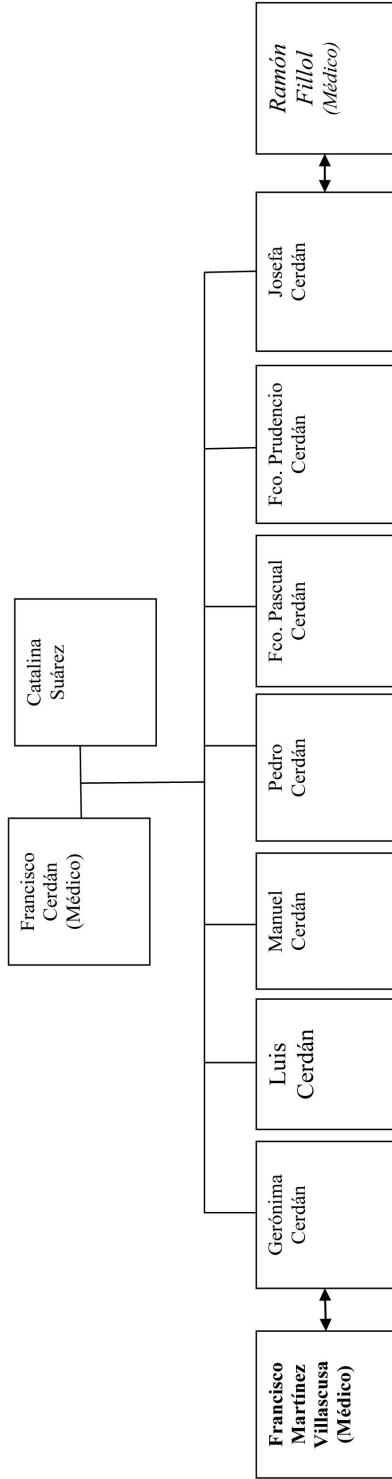 Francisco
Cerdán
(Médico)
Catalina
Suárez
Francisco
Martínez
Villascusa
(Médico)
Gerónima
Cerdán
Luis
Cerdán
Manuel
Cerdán
Pedro
Cerdán
Fco. Pascual
Cerdán
Fco. Prudencio
Cerdán
Josefa
Cerdán
Ramón
Fillol
(Médico)